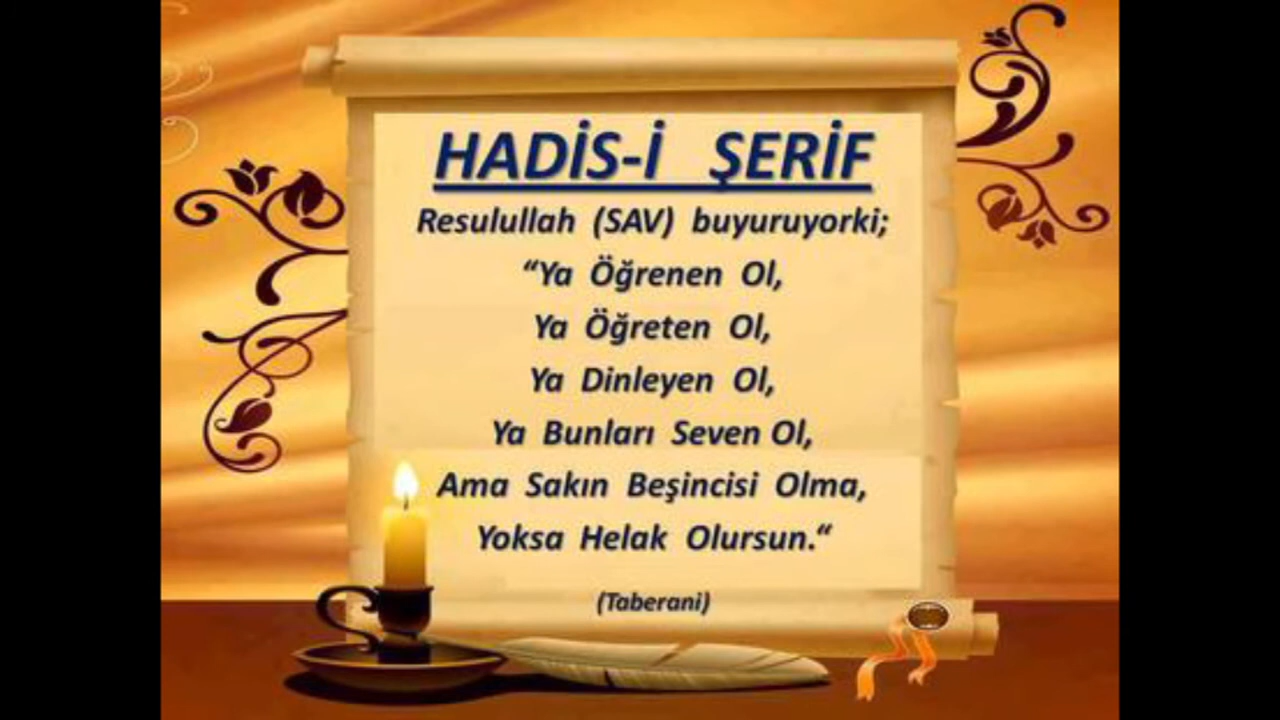 HADİS-İ ŞERİF
Resulullah (SAV) buyuruyorki;
“Ya Öğrenen Ol,
Ya Öğreten Ol,
Ya Dinleyen Ol,
Ya Bunları Seven Ol,
Ama Sakın Beşincisi Olma,
Yoksa Helak Olursun.“
(Taberani)